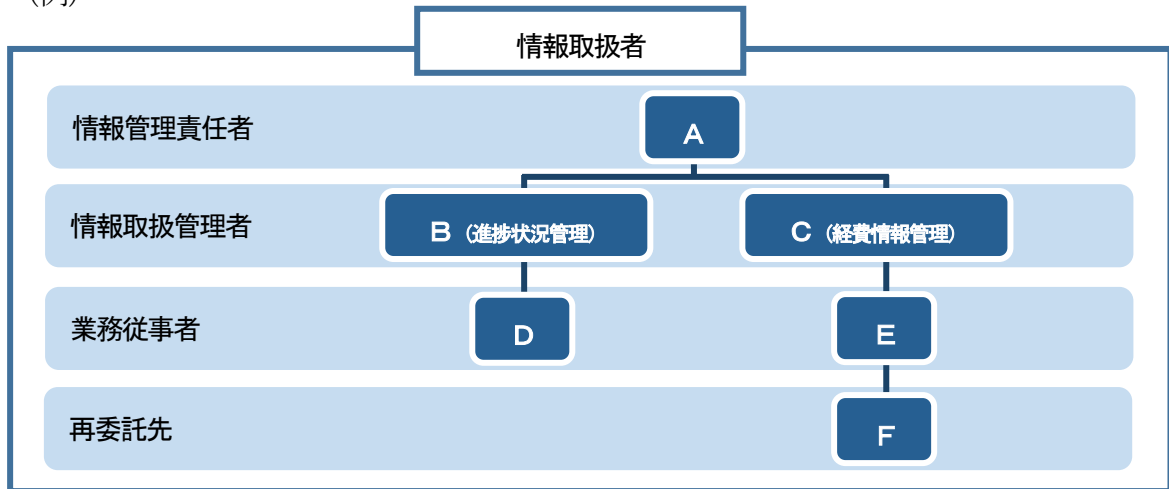 （例）
情報取扱者
情報管理責任者
A
情報取扱管理者
B（進捗状況管理）
C（経費情報管理）
業務従事者
D
E
再委託先
F